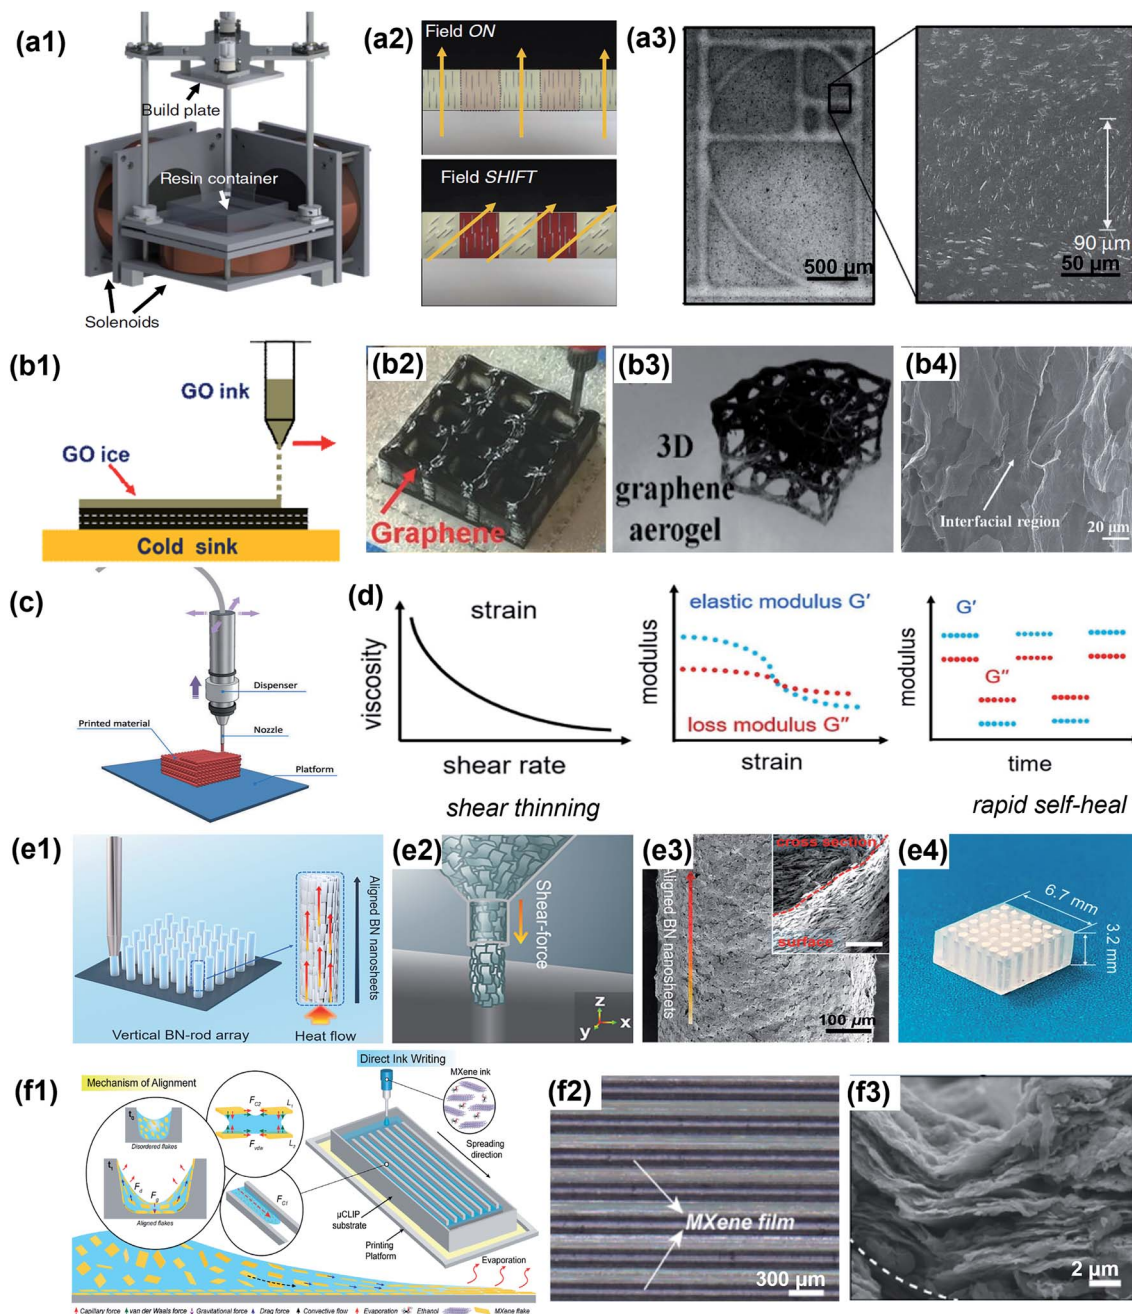 (a1)
Build plate
Resin container
Solenoids
(a2)
Field ON
Field SHIFT
(a3)
500 µm
90 µm
50 µm
(b1)
GO ink
GO ice
Cold sink
(b2)
Graphene
(b3)
3D
graphene
aerogel
(b4)
Interfacial region
20 µm
(c)
Dispenser
Printed material
Nozzle
Platform
(d)
viscosity
strain
shear rate
shear thinning
modulus
elastic modulus G′
loss modulus G″
strain
modulus
G′
G″
time
rapid self-heal
(e1)
Aligned BN nanosheets
Vertical BN-rod array
Heat flow
(e2)
Shear-force
z
y
x
(e3)
Aligned BN nanosheets
cross section
surface
100 µm
(e4)
6.7 mm
3.2 mm
(f1)
Mechanism of Alignment
Disordered flakes
Aligned flakes
F_C2
F_vdw
F_C1
F_d
F_g
Direct Ink Writing
MXene ink
Spreading
direction
µCLIP
substrate
Printing
Platform
Evaporation
Capillary force
van der Waals force
Gravitational force
Drag force
Convective flow
Evaporation
Ethanol
MXene flake
(f2)
MXene film
300 µm
(f3)
2 µm